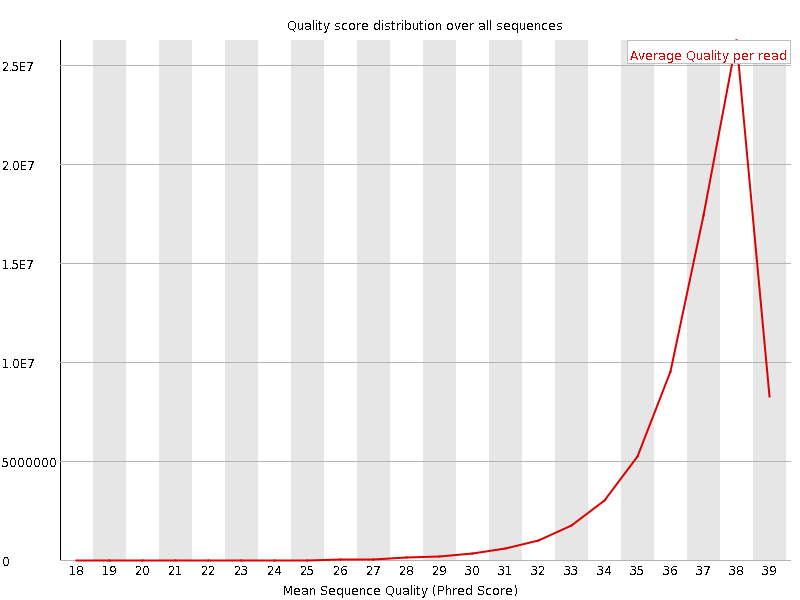 Quality score distribution over all sequences
Average Quality per read
2.5E7
2.0E7
1.5E7
1.0E7
5000000
0
18 19 20 21 22 23 24 25 26 27 28 29 30 31 32 33 34 35 36 37 38 39
Mean Sequence Quality (Phred Score)